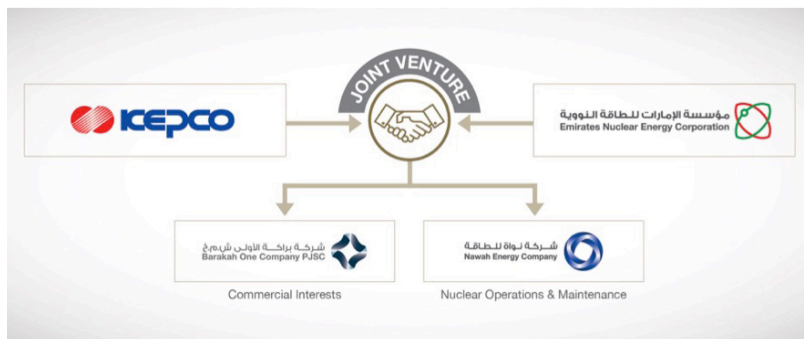 JOINT VENTURE
KEPCO
مؤسسة الإمارات للطاقة النووية
Emirates Nuclear Energy Corporation
شركة براكة الأولى ش.م.خ
Barakah One Company PJSC
شركة نواة للطاقة
Nawah Energy Company
Commercial Interests
Nuclear Operations & Maintenance